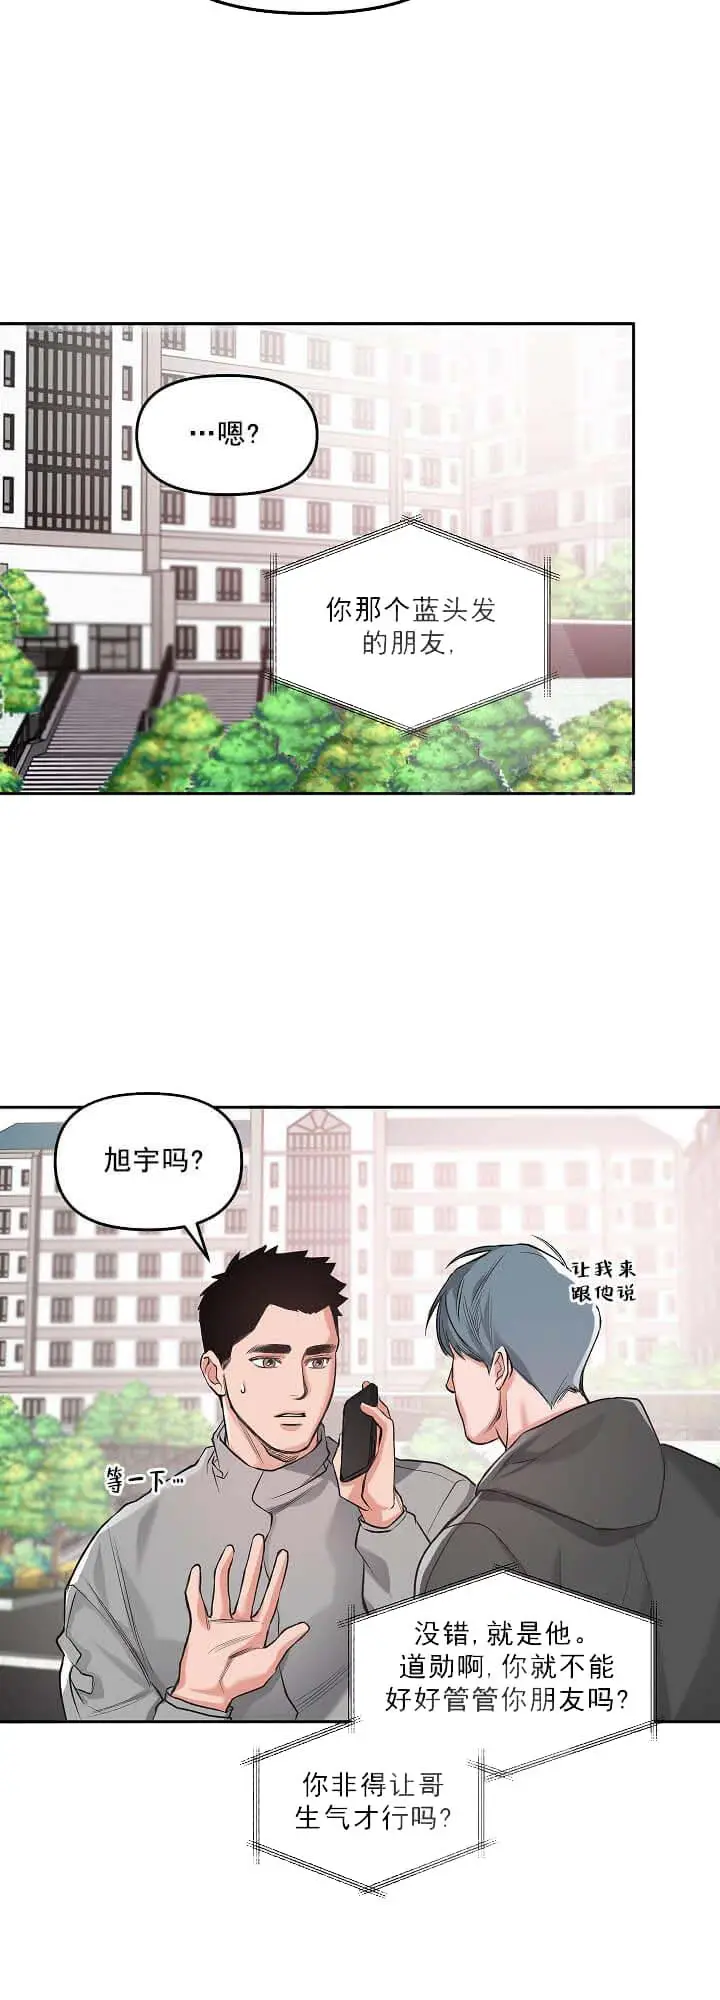 …嗯?
你那个蓝头发
的朋友,
旭宇吗?
让我来
跟他说
等一下…
没错,就是他。
道勋啊,你就不能
好好管管你朋友吗?
你非得让哥
生气才行吗?